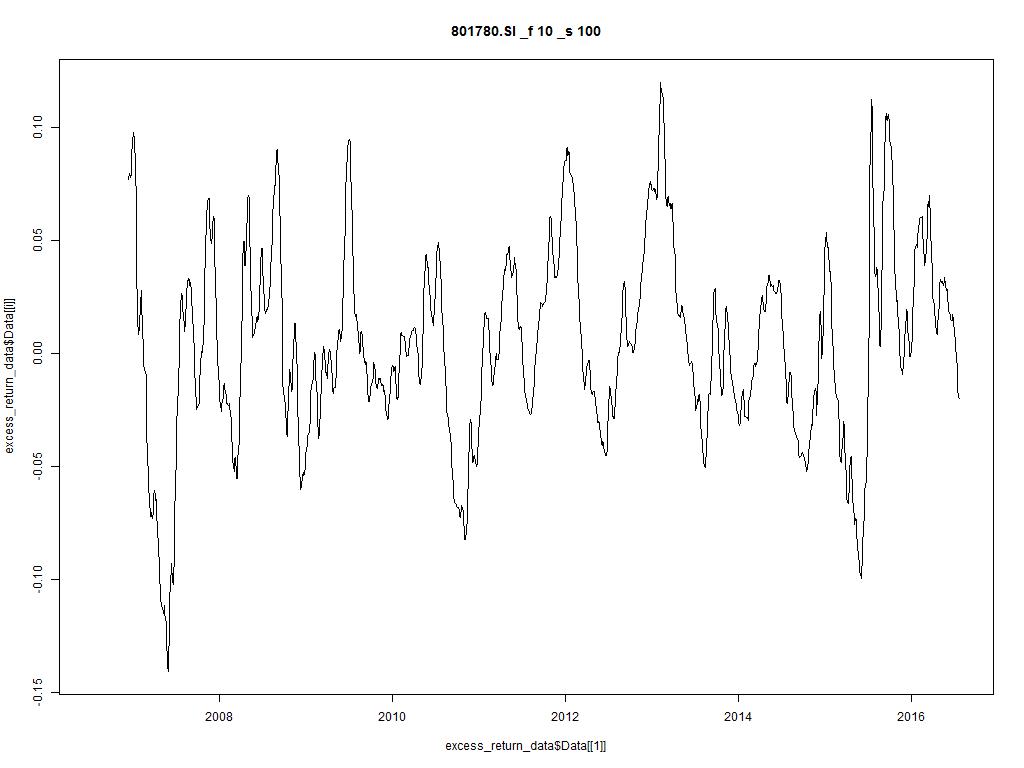 801780.SI _f 10 _s 100
excess_return_data$Data[[i]]
0.10
0.05
0.00
-0.05
-0.10
-0.15
2008 2010 2012 2014 2016
excess_return_data$Data[[1]]